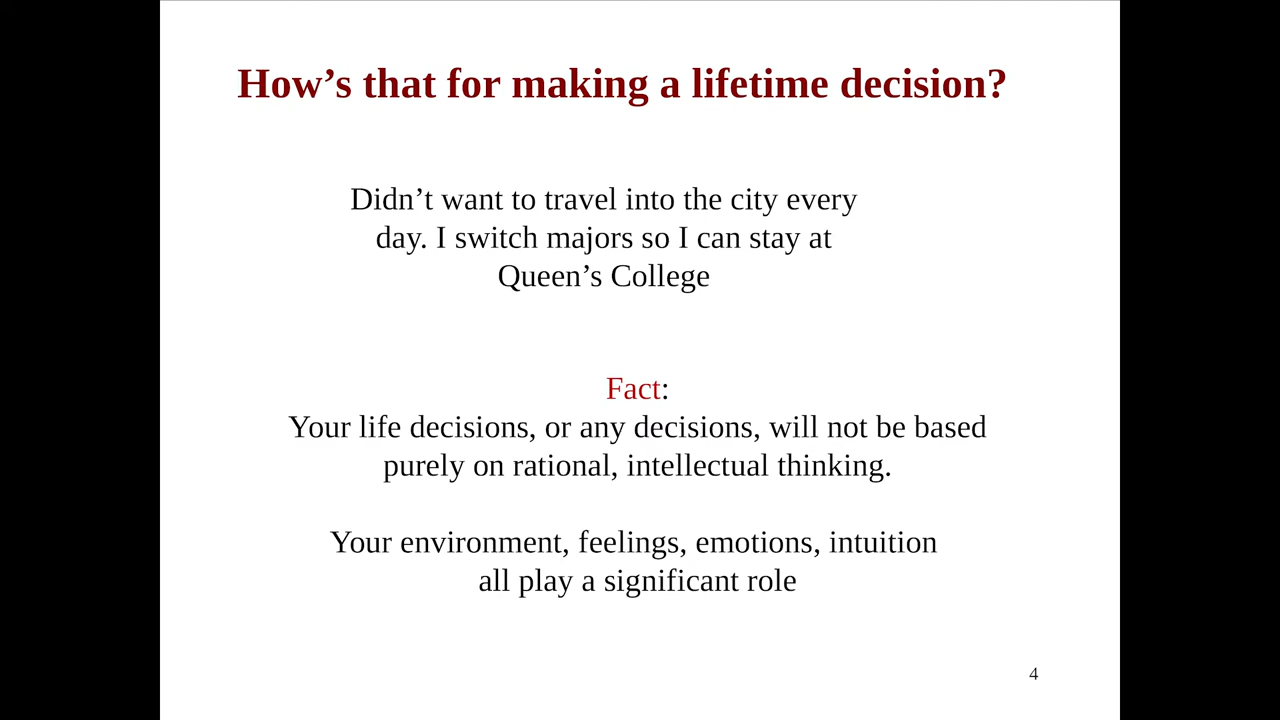 How’s that for making a lifetime decision?
Didn’t want to travel into the city every
day. I switch majors so I can stay at
Queen’s College
Fact:
Your life decisions, or any decisions, will not be based
purely on rational, intellectual thinking.
Your environment, feelings, emotions, intuition
all play a significant role
4